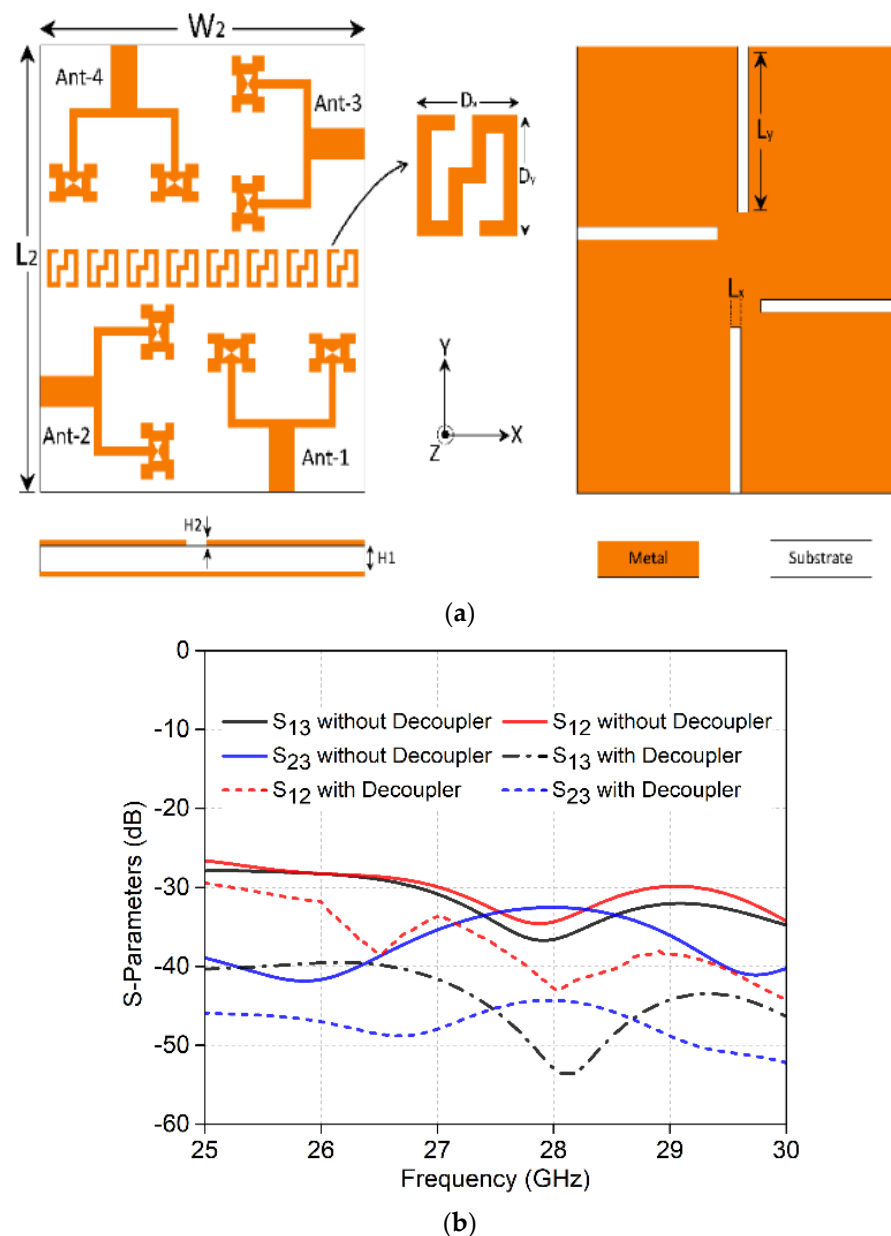 W2
Ant-4
Ant-3
L2
Ant-2
Ant-1
Dx
Dy
Y
X
Z
Ly
Lx
H2
H1
Metal
Substrate
(a)
S-Parameters (dB)
0
-10
-20
-30
-40
-50
-60
S13 without Decoupler
S12 without Decoupler
S23 without Decoupler
S13 with Decoupler
S12 with Decoupler
S23 with Decoupler
25 26 27 28 29 30
Frequency (GHz)
(b)